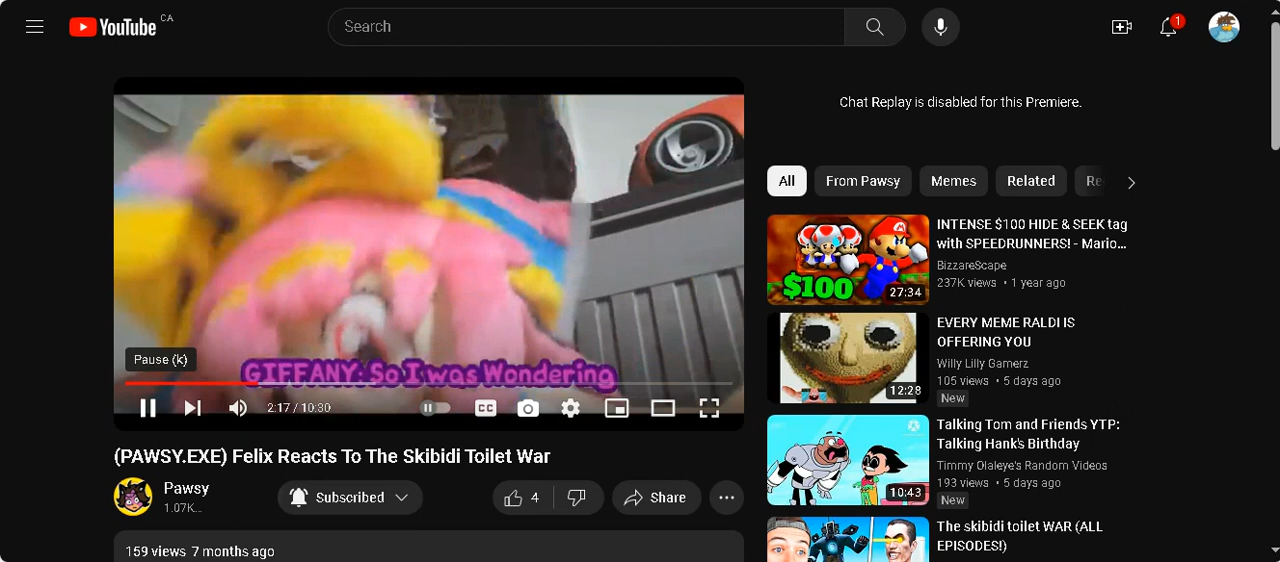 YouTube CA
Search
1
Chat Replay is disabled for this Premiere.
All
From Pawsy
Memes
Related
Re
$100
27:34
INTENSE $100 HIDE & SEEK tag
with SPEEDRUNNERS! - Mario...
BizzareScape
237K views • 1 year ago
12:28
EVERY MEME RALDI IS
OFFERING YOU
Willy Lilly Gamerz
105 views • 5 days ago
New
10:43
Talking Tom and Friends YTP:
Talking Hank's Birthday
Timmy Olaleye's Random Videos
193 views • 5 days ago
New
The skibidi toilet WAR (ALL
EPISODES!)
Pause (k)
GIFFANY: So I was Wondering
2:17 / 10:30
CC
(PAWSY.EXE) Felix Reacts To The Skibidi Toilet War
Pawsy
1.07K...
Subscribed
4
Share
159 views 7 months ago